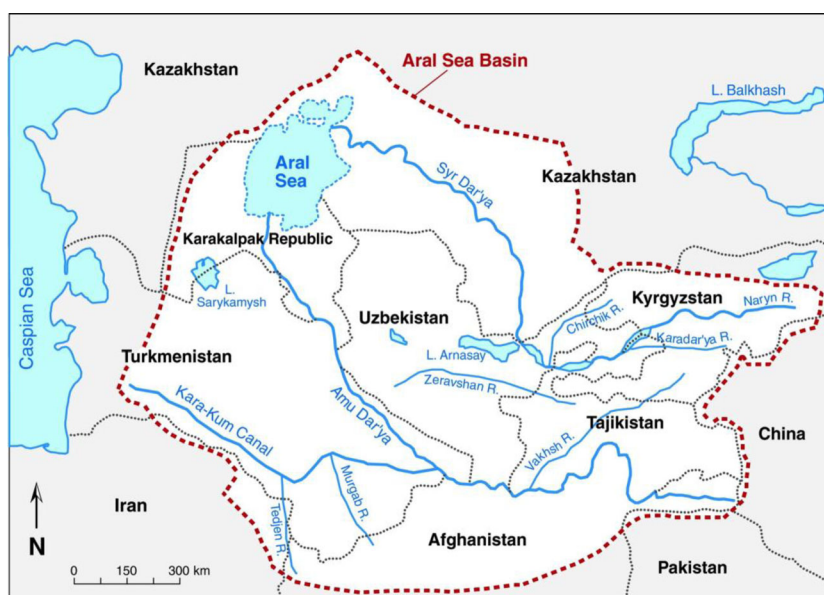 Aral Sea Basin
Kazakhstan
L. Balkhash
Aral
Sea
Syr Dar'ya
Kazakhstan
Karakalpak Republic
L.
Sarykamysh
Caspian Sea
Uzbekistan
Kyrgyzstan
Naryn R.
Chirchik R.
Karadar'ya R.
L. Arnasay
Turkmenistan
Zeravshan R.
Kara-Kum Canal
Amu Dar'ya
Tajikistan
Vakhsh R.
China
Iran
Tedjen R.
Murgab R.
Afghanistan
Pakistan
N
0 150 300 km